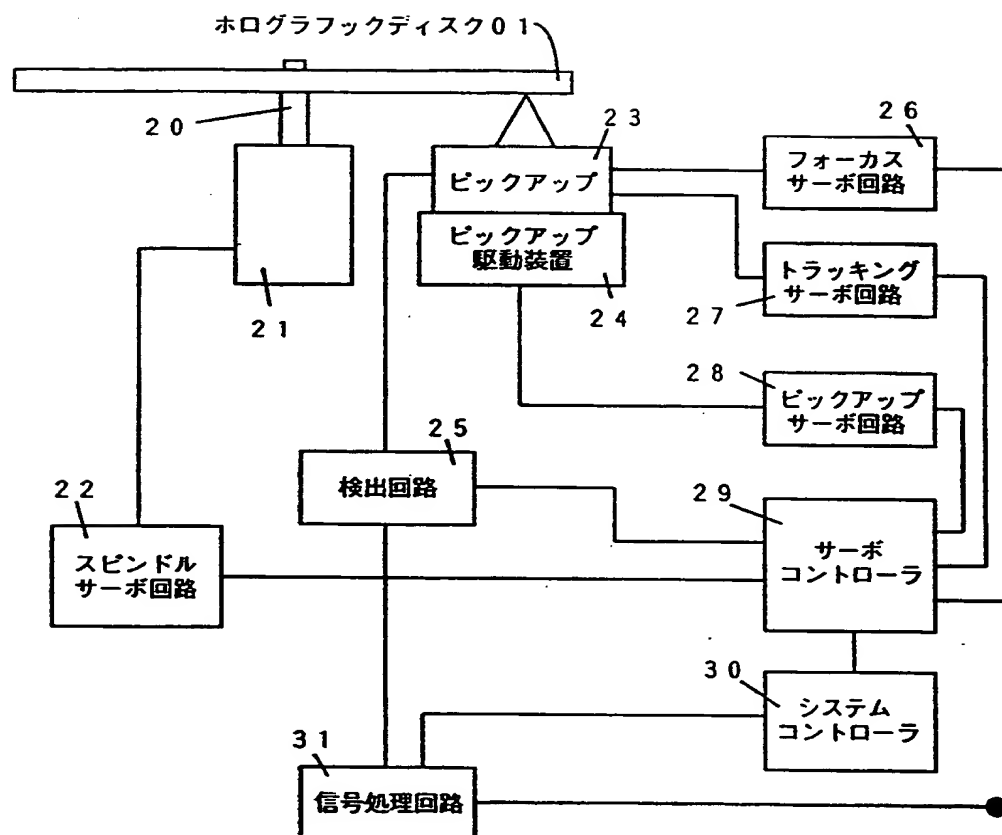 ホログラフックディスク０１
２０
２３
２６
ピックアップ
フォーカス
サーボ回路
ピックアップ
駆動装置
トラッキング
サーボ回路
２１
２４
２７
２８
ピックアップ
サーボ回路
２５
検出回路
２２
２９
スピンドル
サーボ回路
サーボ
コントローラ
３０
システム
コントローラ
３１
信号処理回路